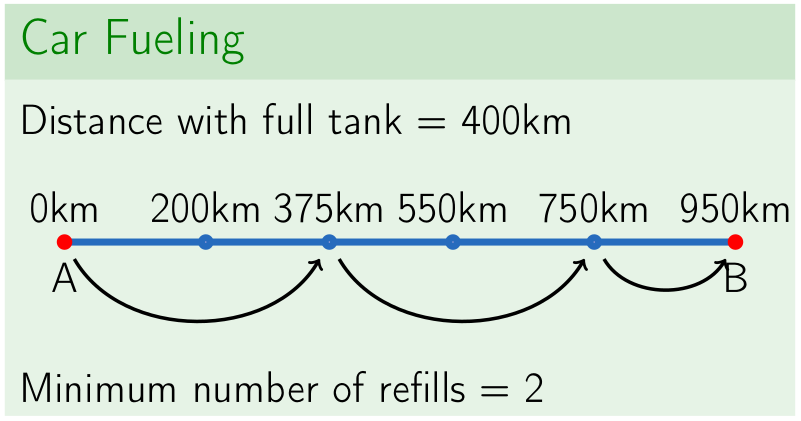 Car Fueling
Distance with full tank = 400km
0km 200km 375km 550km 750km 950km
A B
Minimum number of refills = 2